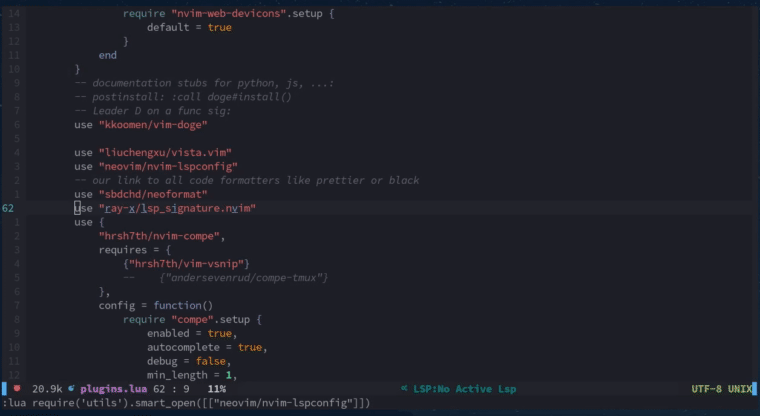 14 require "nvim-web-devicons".setup {
13 default = true
12 }
11 end
10 }
9 -- documentation stubs for python, js, ...:
8 -- postinstall: :call doge#install()
7 -- Leader D on a func sig:
6 use "kkoomen/vim-doge"
5
4 use "liuchengxu/vista.vim"
3 use "neovim/nvim-lspconfig"
2 -- our link to all code formatters like prettier or black
1 use "sbdchd/neoformat"
62 use "ray-x/lsp_signature.nvim"
1 use {
2 "hrsh7th/nvim-compe",
3 requires = {
4 {"hrsh7th/vim-vsnip"}
5 -- {"andersevenrud/compe-tmux"}
6 },
7 config = function()
8 require "compe".setup {
9 enabled = true,
10 autocomplete = true,
11 debug = false,
12 min_length = 1,
20.9k plugins.lua 62 : 9 11% LSP:No Active Lsp UTF-8 UNIX
:lua require('utils').smart_open([["neovim/nvim-lspconfig"]])